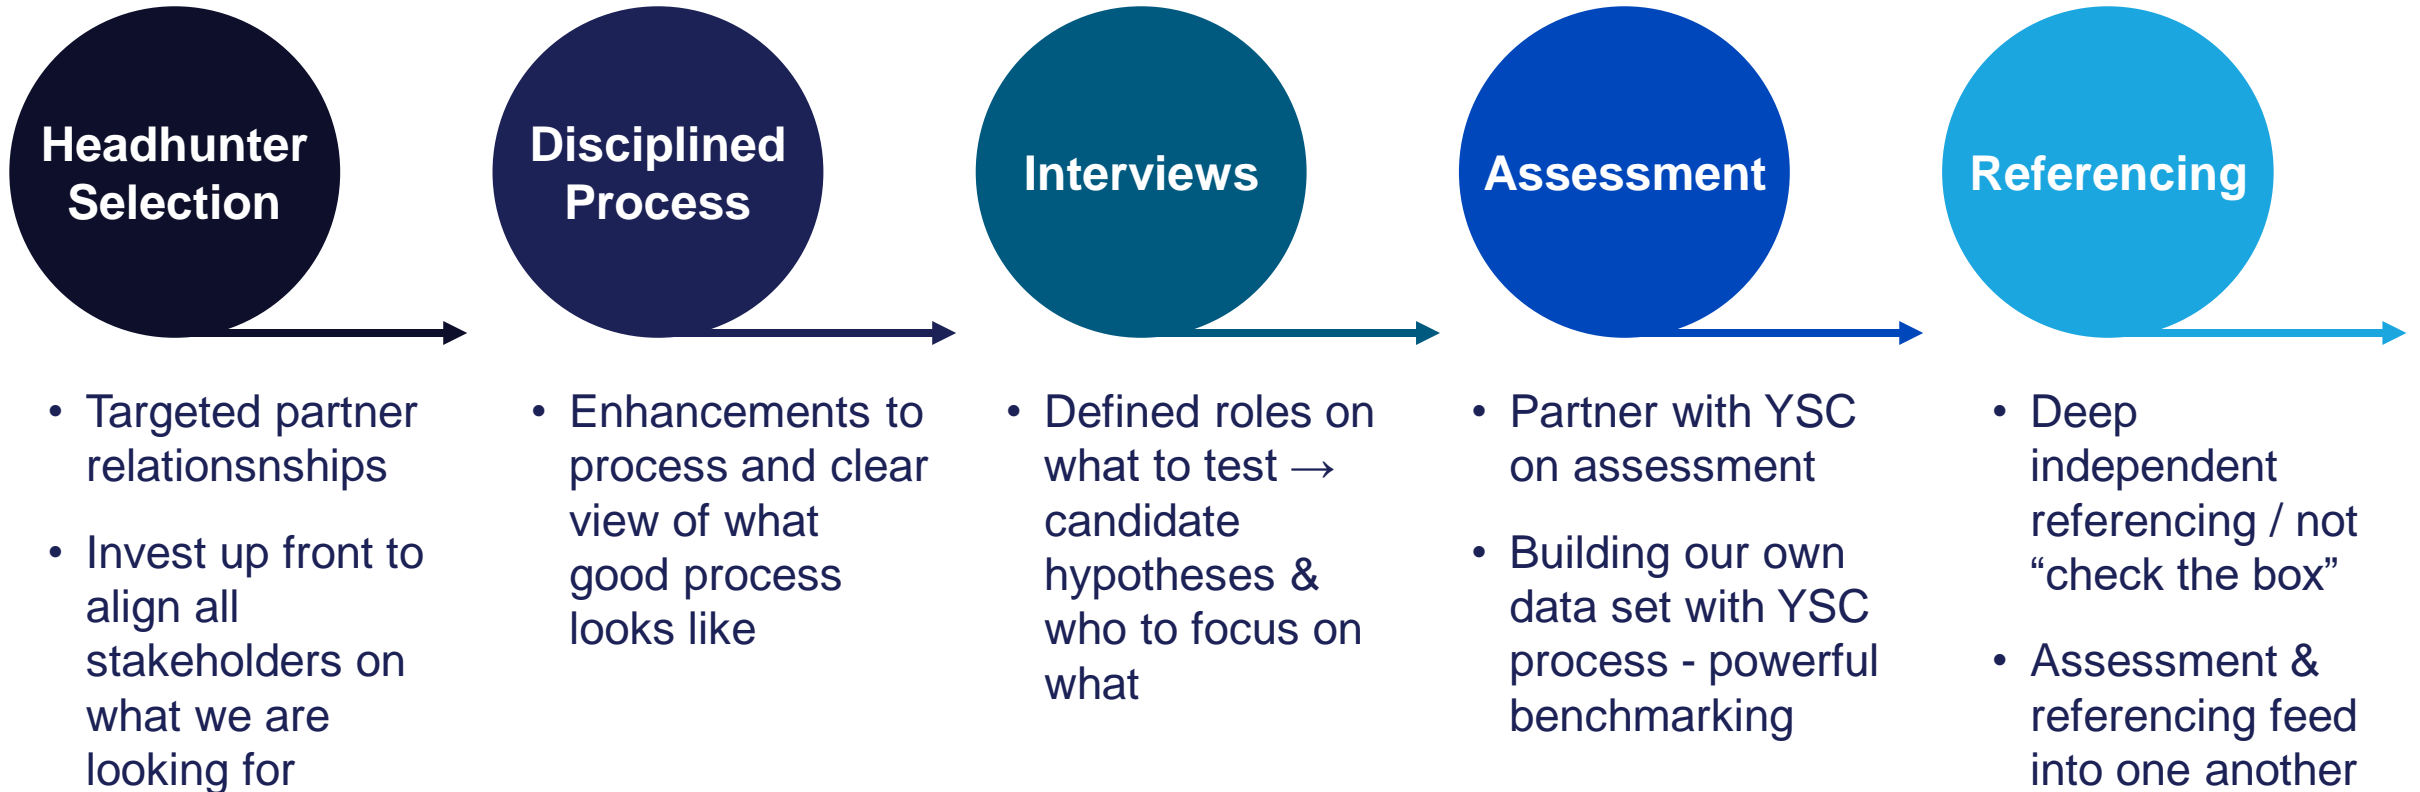 Headhunter
Selection
Disciplined
Process
Interviews
Assessment
Referencing
• Targeted partner
relationsnships
• Invest up front to
align all
stakeholders on
what we are
looking for
• Enhancements to
process and clear
view of what
good process
looks like
• Defined roles on
what to test →
candidate
hypotheses &
who to focus on
what
• Partner with YSC
on assessment
• Building our own
data set with YSC
process - powerful
benchmarking
• Deep
independent
referencing / not
“check the box”
• Assessment &
referencing feed
into one another